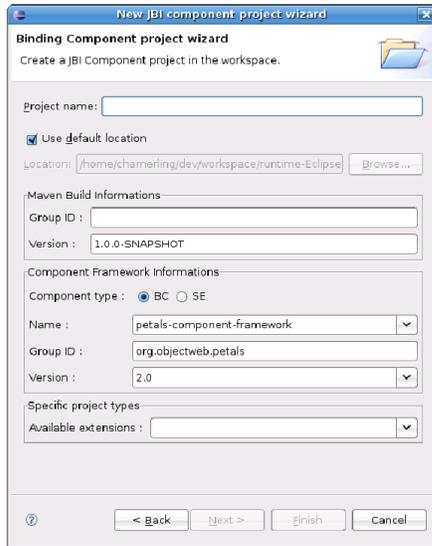 New JBI component project wizard
Binding Component project wizard
Create a JBI Component project in the workspace.
Project name:
Use default location
Location: /home/chamerling/dev/workspace/runtime-Eclipse Browse...
Maven Build Informations
Group ID :
Version : 1.0.0-SNAPSHOT
Component Framework Informations
Component type : BC SE
Name : petals-component-framework
Group ID : org.objectweb.petals
Version : 2.0
Specific project types
Available extensions :
? < Back Next > Finish Cancel